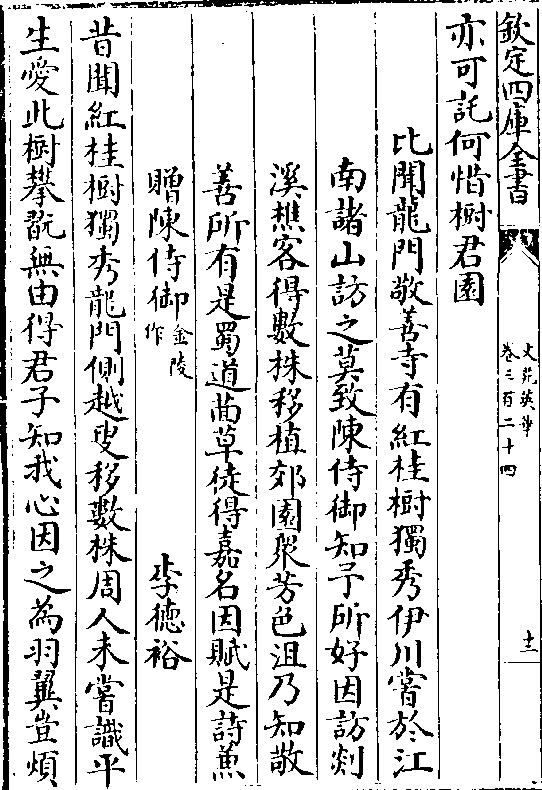 欽定四庫全書
文苑英華
卷三百二十四
十一
亦可託何惜樹君園
比聞龍門敬善寺有紅桂樹獨秀伊川嘗於江
南諸山訪之莫致陳侍御知予所好因訪剡
溪樵客得數株移植郊園衆芳色沮乃知敬
善所有是蜀道菌草徒得嘉名因賦是詩兼
贈陳侍御金陵作 李德裕
昔聞紅桂樹獨秀龍門側越叟移數株周人未嘗識平
生愛此樹攀翫無由得君子知我心因之為羽翼豈煩